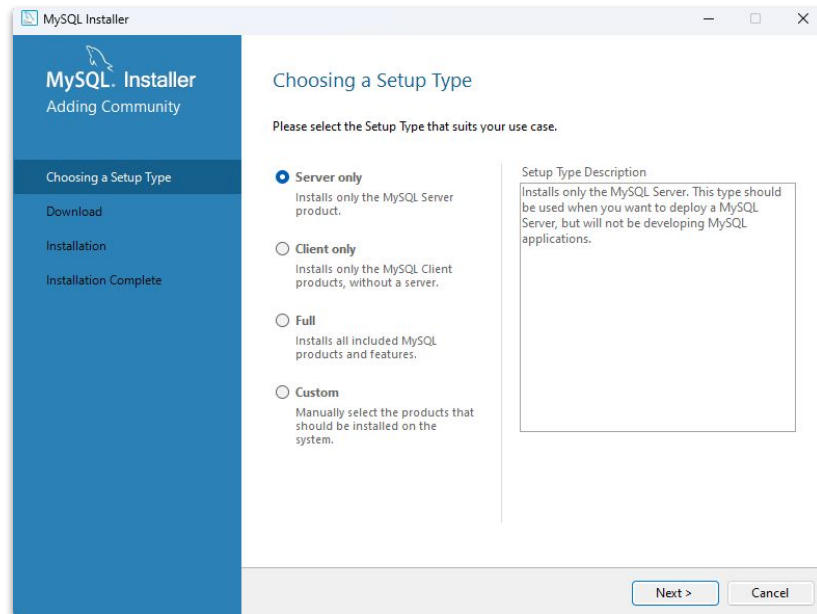 MySQL Installer
MySQL. Installer
Adding Community
Choosing a Setup Type
Download
Installation
Installation Complete
Choosing a Setup Type
Please select the Setup Type that suits your use case.
Server only
Installs only the MySQL Server
product.
Client only
Installs only the MySQL Client
products, without a server.
Full
Installs all included MySQL
products and features.
Custom
Manually select the products that
should be installed on the
system.
Setup Type Description
Installs only the MySQL Server. This type should
be used when you want to deploy a MySQL
Server, but will not be developing MySQL
applications.
Next >
Cancel